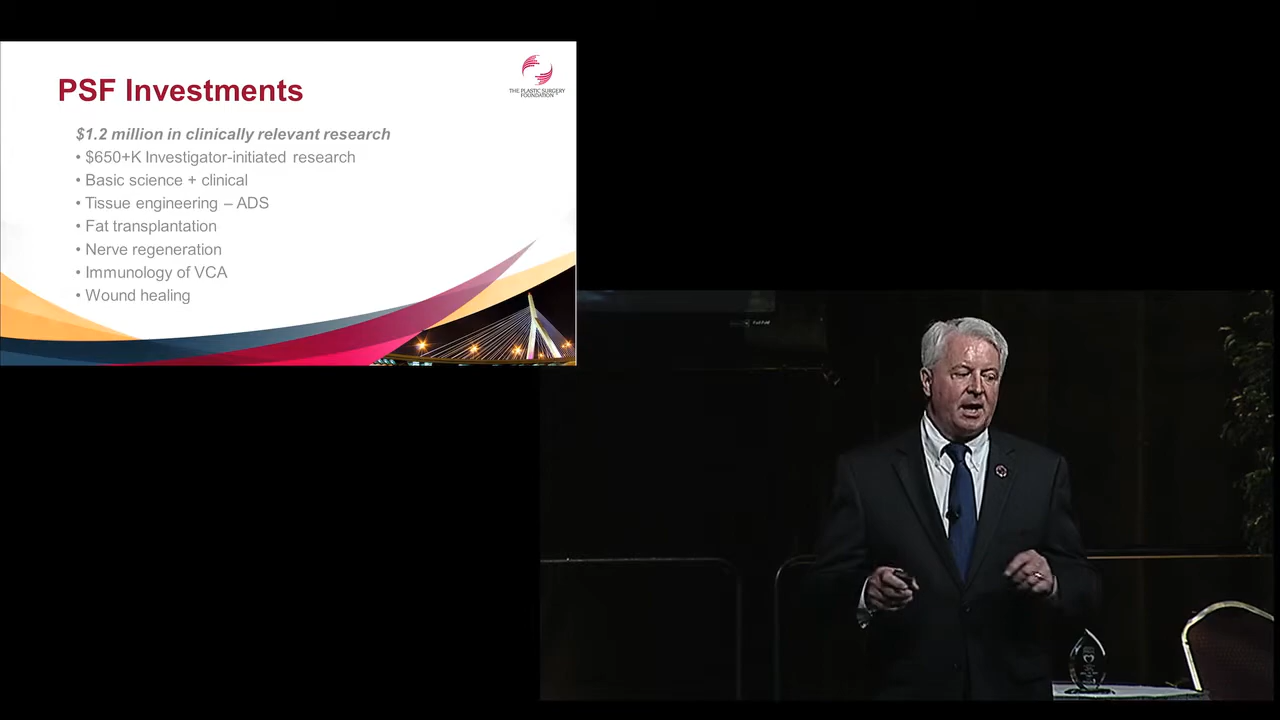 PSF Investments
THE PLASTIC SURGERY
FOUNDATION
$1.2 million in clinically relevant research
• $650+K Investigator-initiated research
• Basic science + clinical
• Tissue engineering – ADS
• Fat transplantation
• Nerve regeneration
• Immunology of VCA
• Wound healing